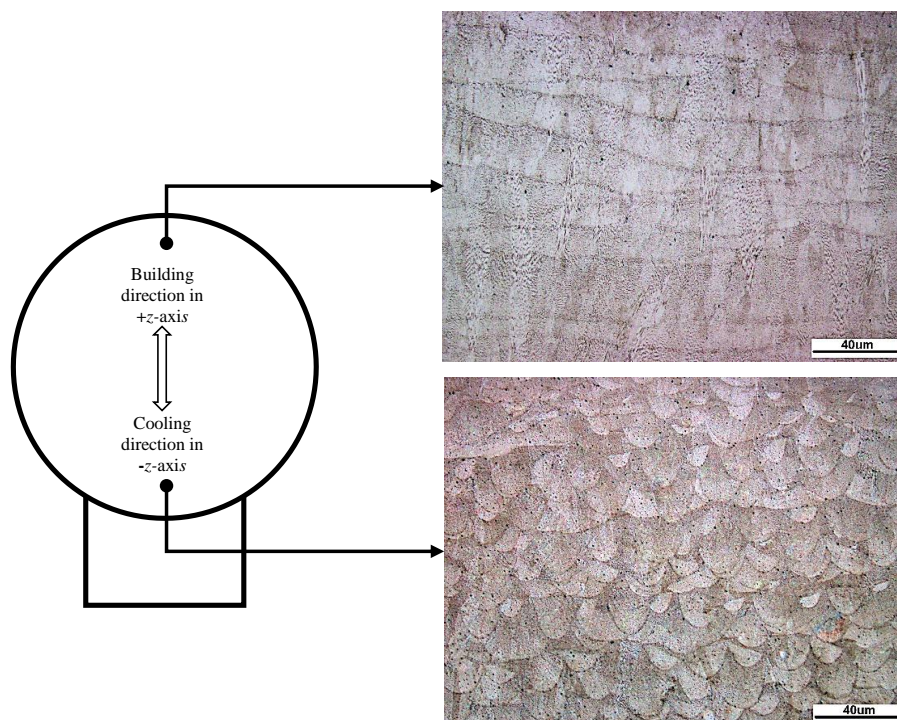 Building
direction in
+z-axis
Cooling
direction in
-z-axis
40um
40um